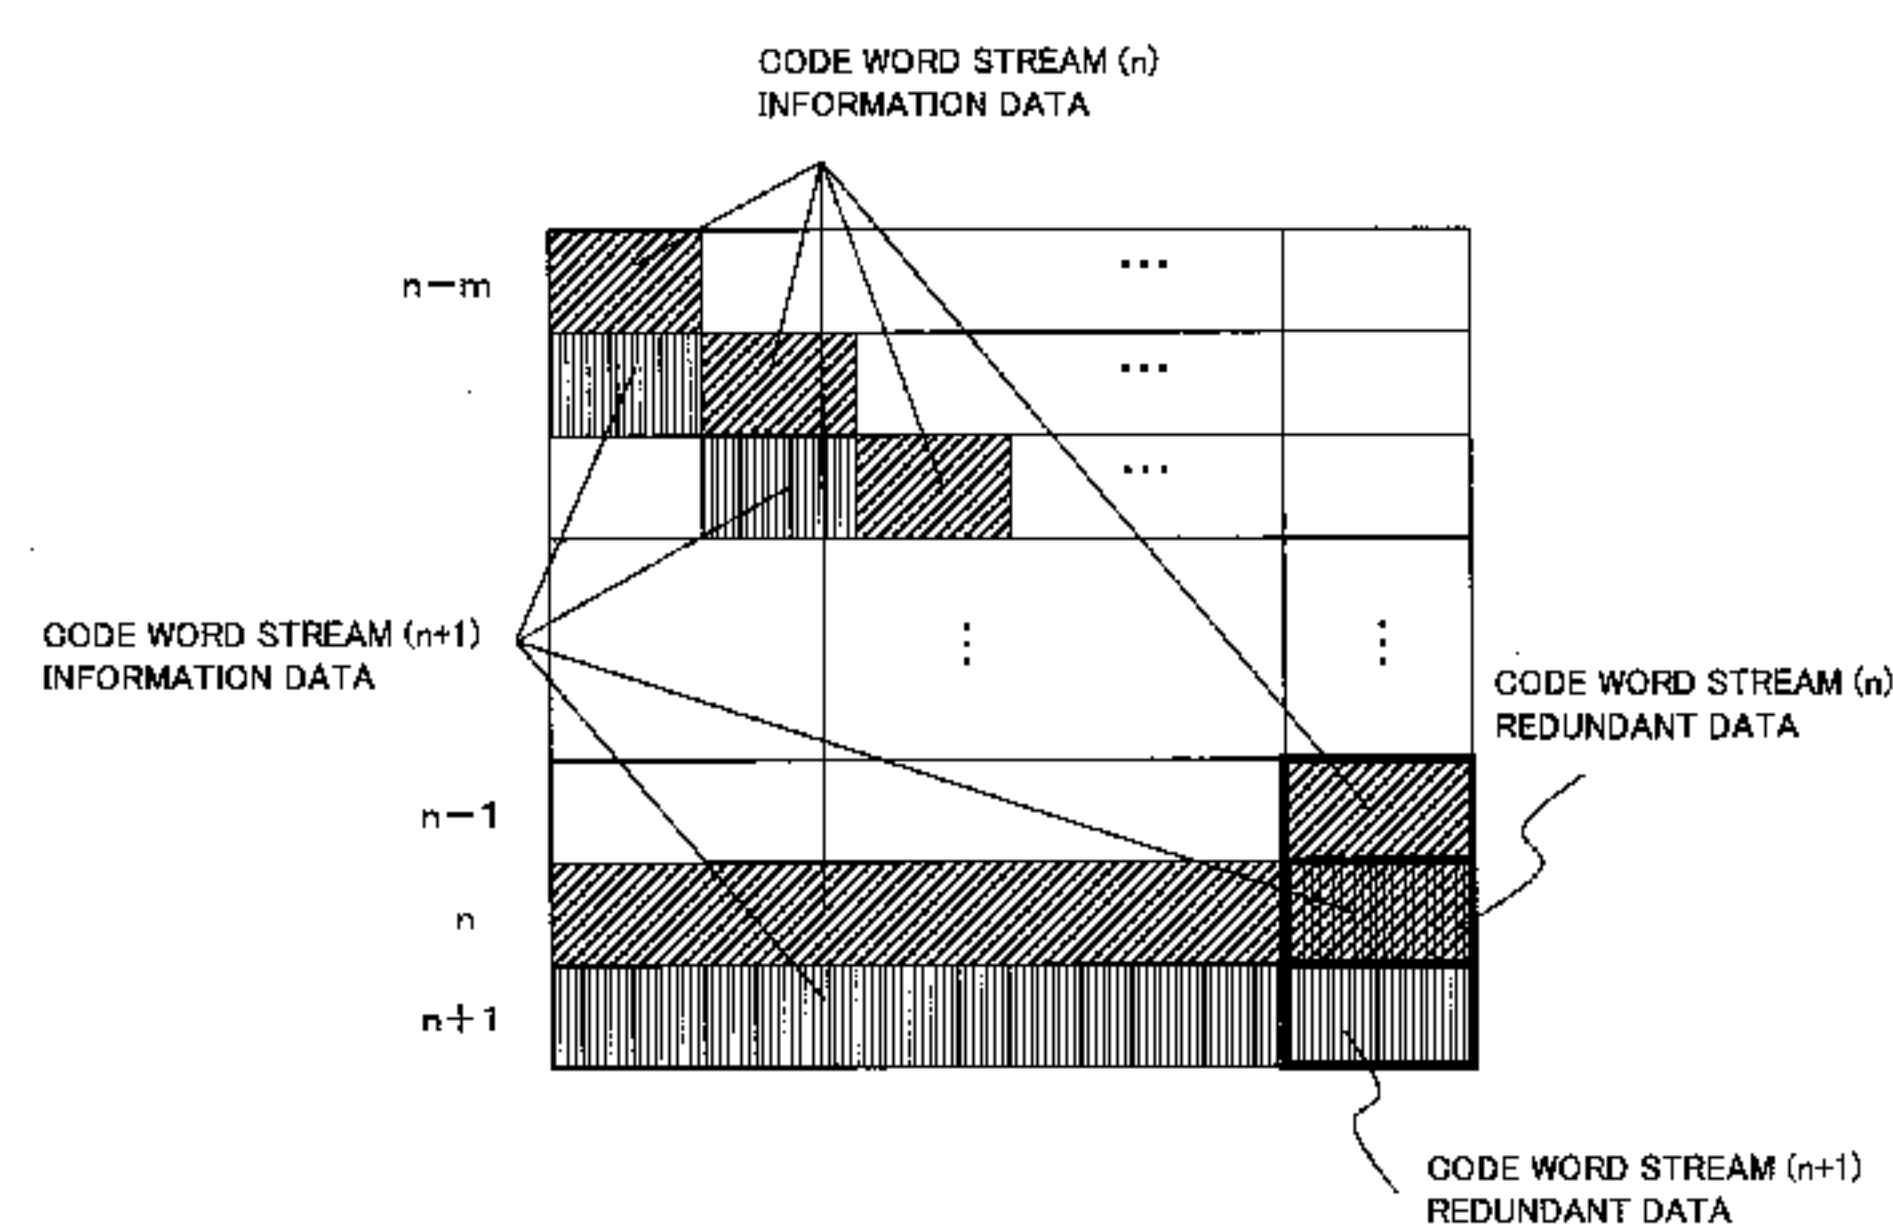 CODE WORD STREAM (n)
INFORMATION DATA
n-m
...
...
...
CODE WORD STREAM (n+1)
INFORMATION DATA
CODE WORD STREAM (n)
REDUNDANT DATA
n-1
n
n+1
CODE WORD STREAM (n+1)
REDUNDANT DATA